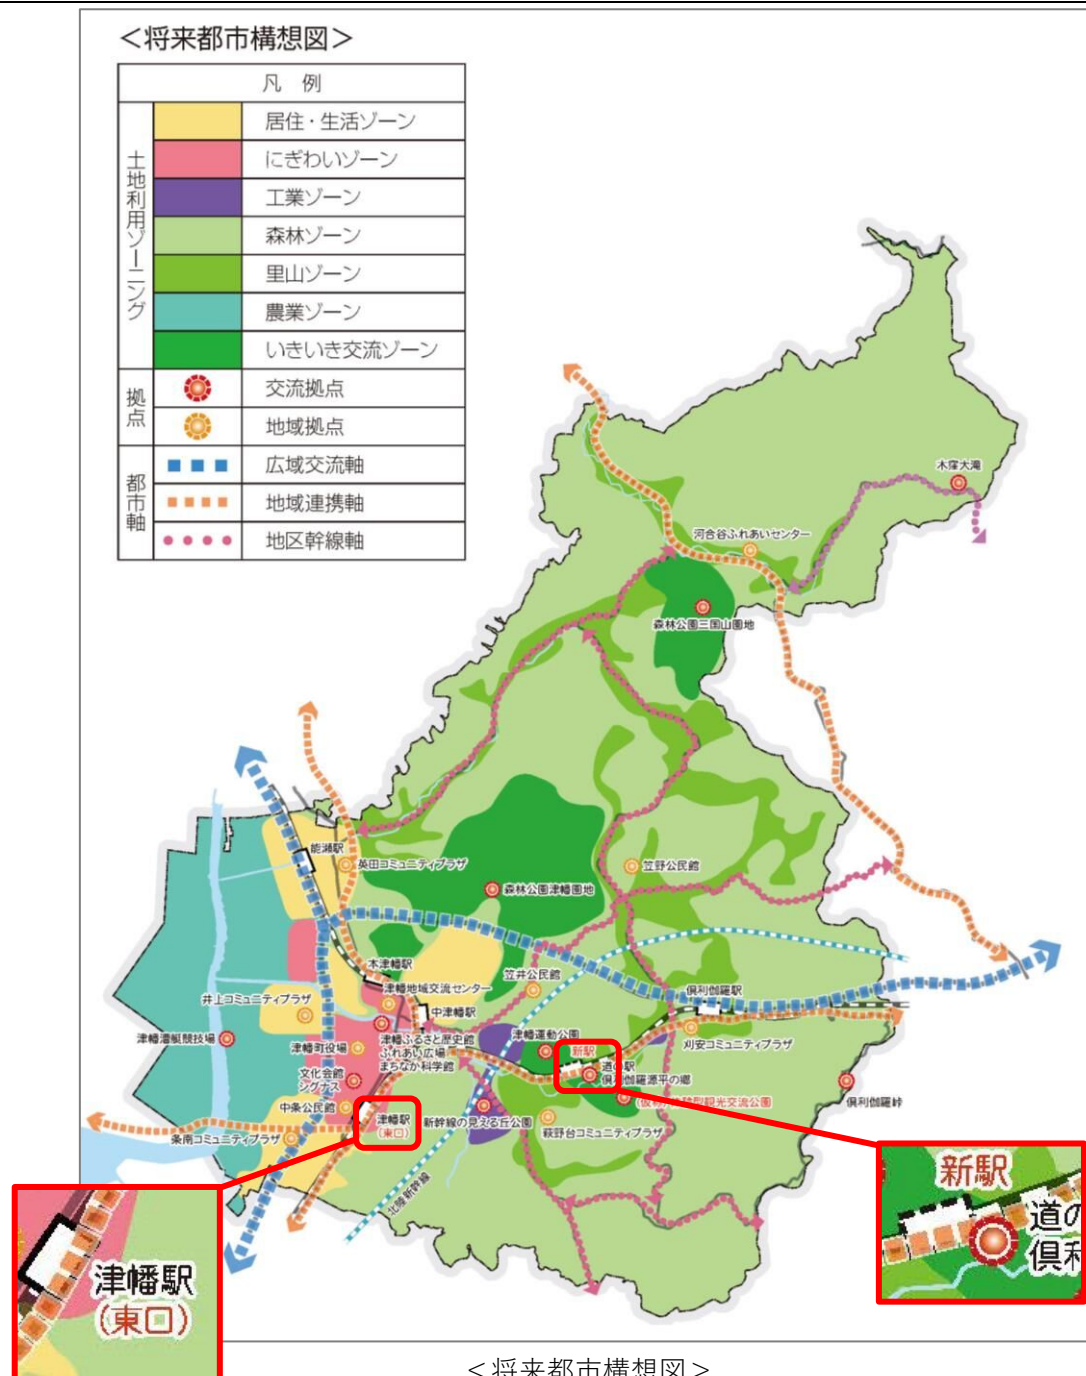 ＜将来都市構想図＞
凡 例
土地利用ゾーニング
居住・生活ゾーン
にぎわいゾーン
工業ゾーン
森林ゾーン
里山ゾーン
農業ゾーン
いきいき交流ゾーン
拠点
交流拠点
地域拠点
都市軸
広域交流軸
地域連携軸
地区幹線軸
木窪大滝
河合谷ふれあいセンター
森林公園三国山園地
能瀬駅
英田コミュニティプラザ
笠野公民館
森林公園津幡園地
本津幡駅
笠井公民館
津幡地域交流センター
倶利伽羅駅
井上コミュニティプラザ
中津幡駅
津幡漕艇競技場
津幡町役場
津幡ふるさと歴史館
ふれあい広場
まちなか科学館
津幡運動公園
新駅
道の駅
倶利伽羅源平の郷
刈安コミュニティプラザ
文化会館
シグナス
観光交流公園
倶利伽羅峠
中条公民館
津幡駅
(東口)
新幹線の見える丘公園
萩野台コミュニティプラザ
条南コミュニティプラザ
北陸新幹線
新駅
道の
倶利
津幡駅
(東口)
＜将来都市構想図＞